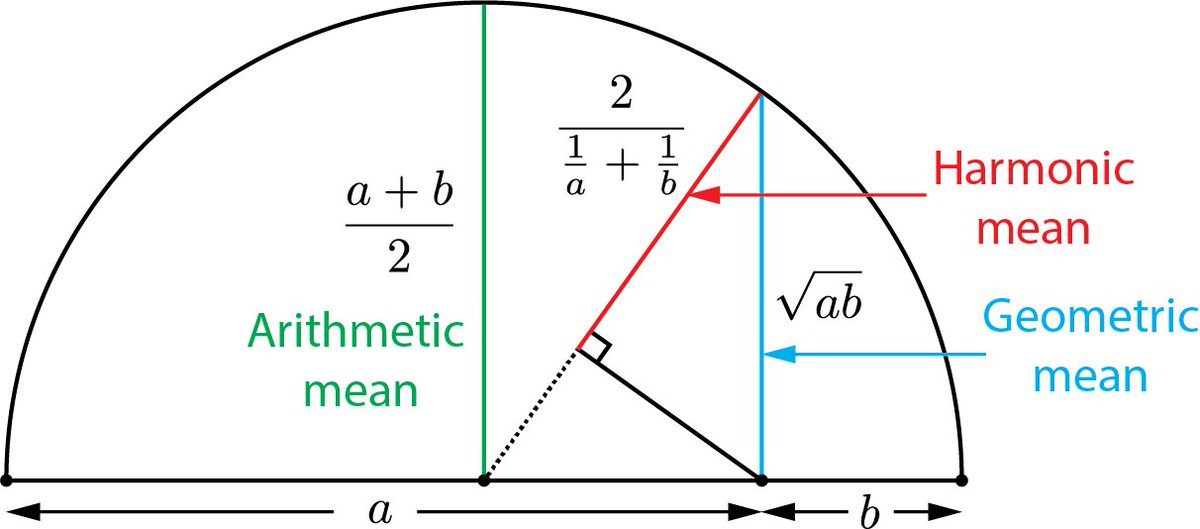 2
1/a + 1/b
a + b
2
Harmonic
mean
√ab
Arithmetic
mean
Geometric
mean
a
b